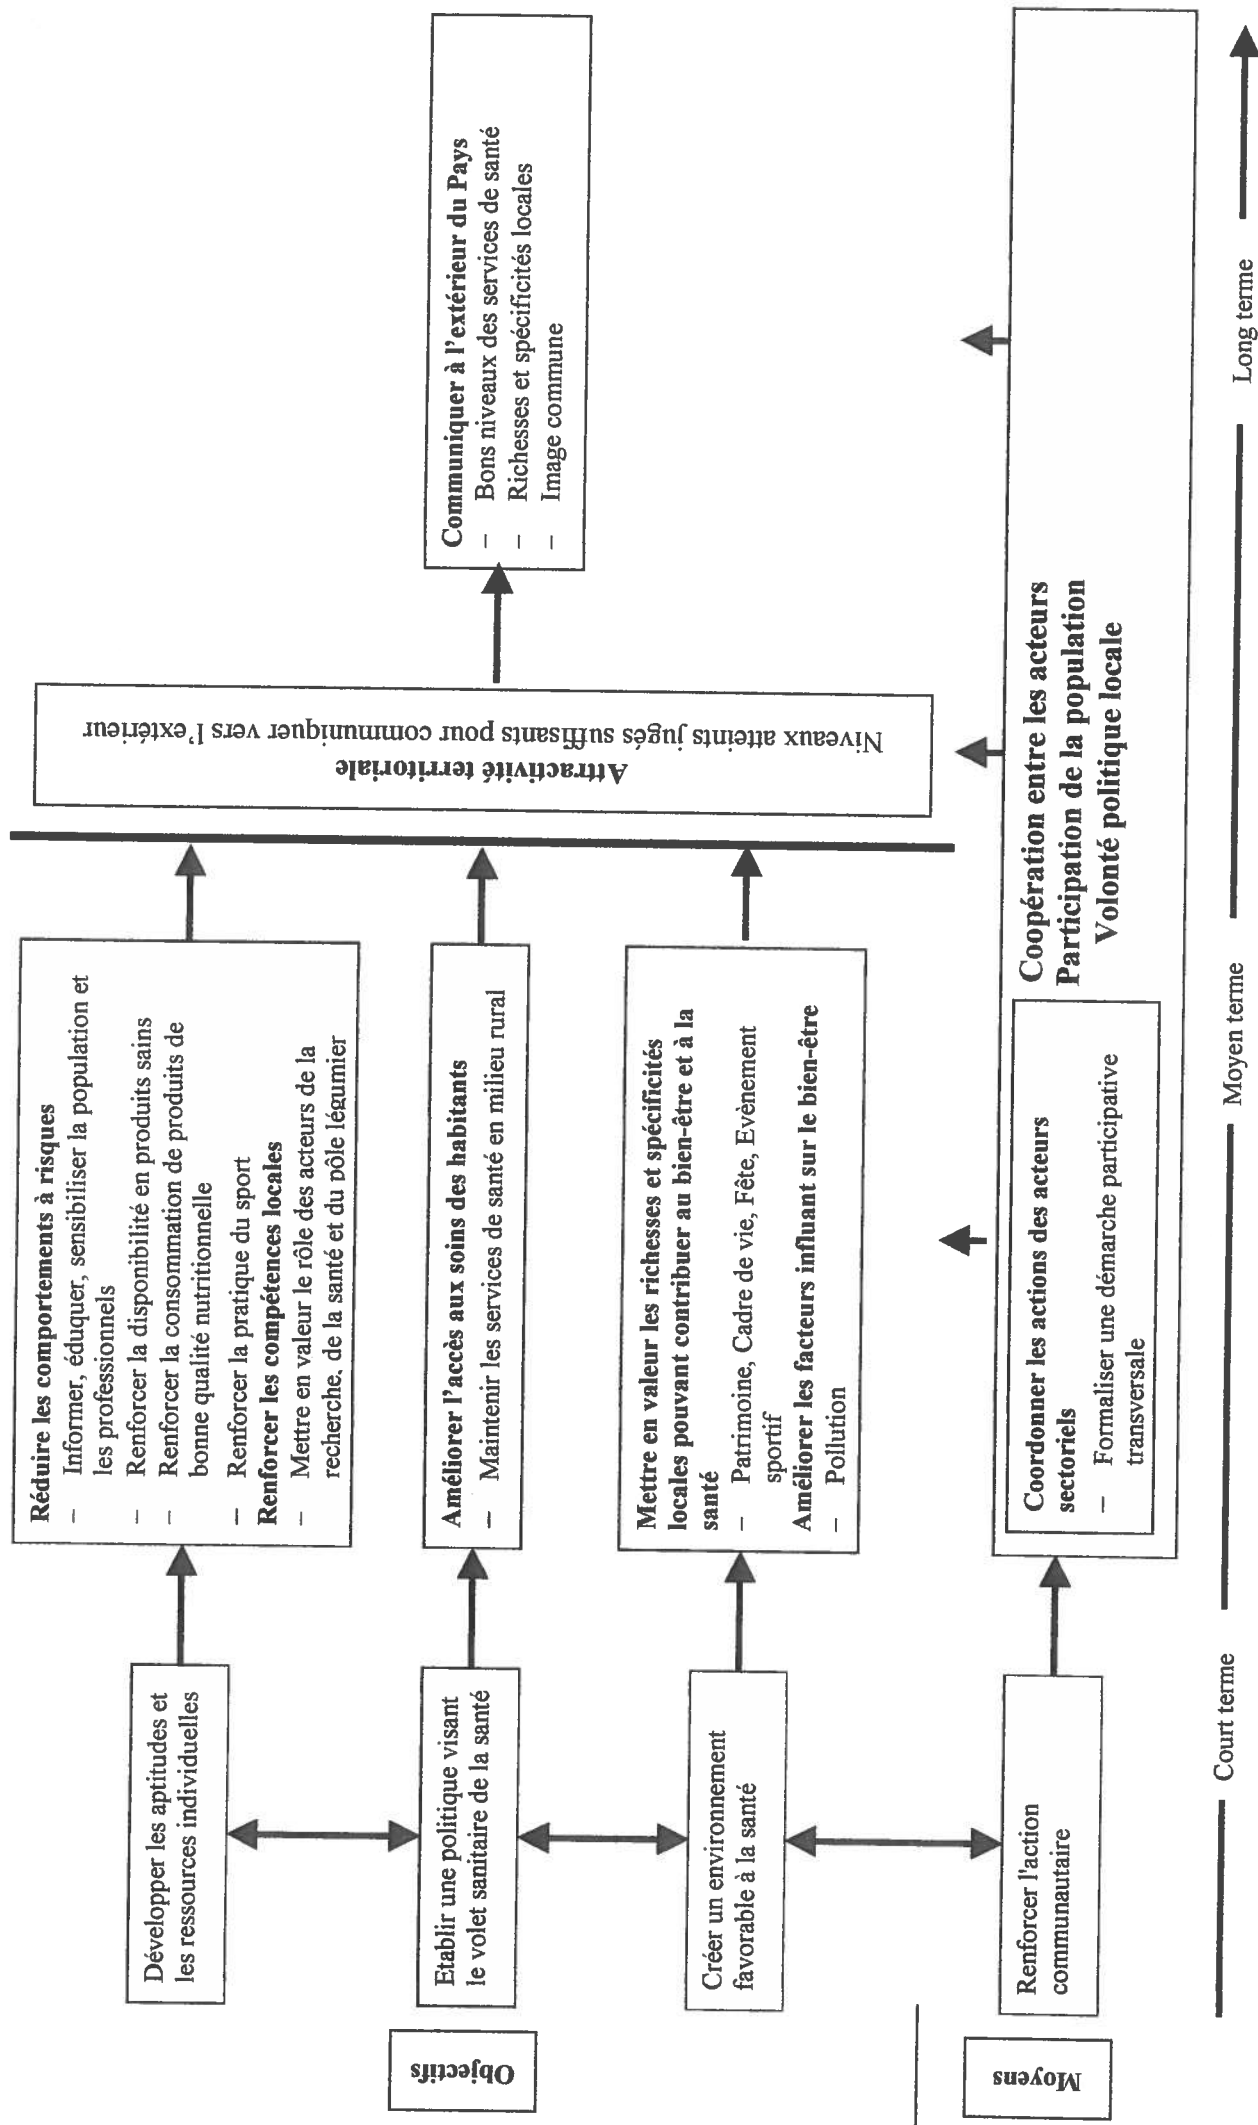 Objectifs
Développer les aptitudes et
les ressources individuelles
Réduire les comportements à risques
– Informer, éduquer, sensibiliser la population et
les professionnels
– Renforcer la disponibilité en produits sains
– Renforcer la consommation de produits de
bonne qualité nutritionnelle
– Renforcer la pratique du sport
Renforcer les compétences locales
– Mettre en valeur le rôle des acteurs de la
recherche, de la santé et du pôle légumier
Etablir une politique visant
le volet sanitaire de la santé
Améliorer l'accès aux soins des habitants
– Maintenir les services de santé en milieu rural
Créer un environnement
favorable à la santé
Mettre en valeur les richesses et spécificités
locales pouvant contribuer au bien-être et à la
santé
– Patrimoine, Cadre de vie, Fête, Evènement
sportif
Améliorer les facteurs influant sur le bien-être
– Pollution
Attractivité territoriale
Niveaux atteints jugés suffisants pour communiquer vers l'extérieur
Communiquer à l'extérieur du Pays
– Bons niveaux des services de santé
– Richesses et spécificités locales
– Image commune
Moyens
Renforcer l'action
communautaire
Coordonner les actions des acteurs
sectoriels
– Formaliser une démarche participative
transversale
Coopération entre les acteurs
Participation de la population
Volonté politique locale
Court terme
Moyen terme
Long terme